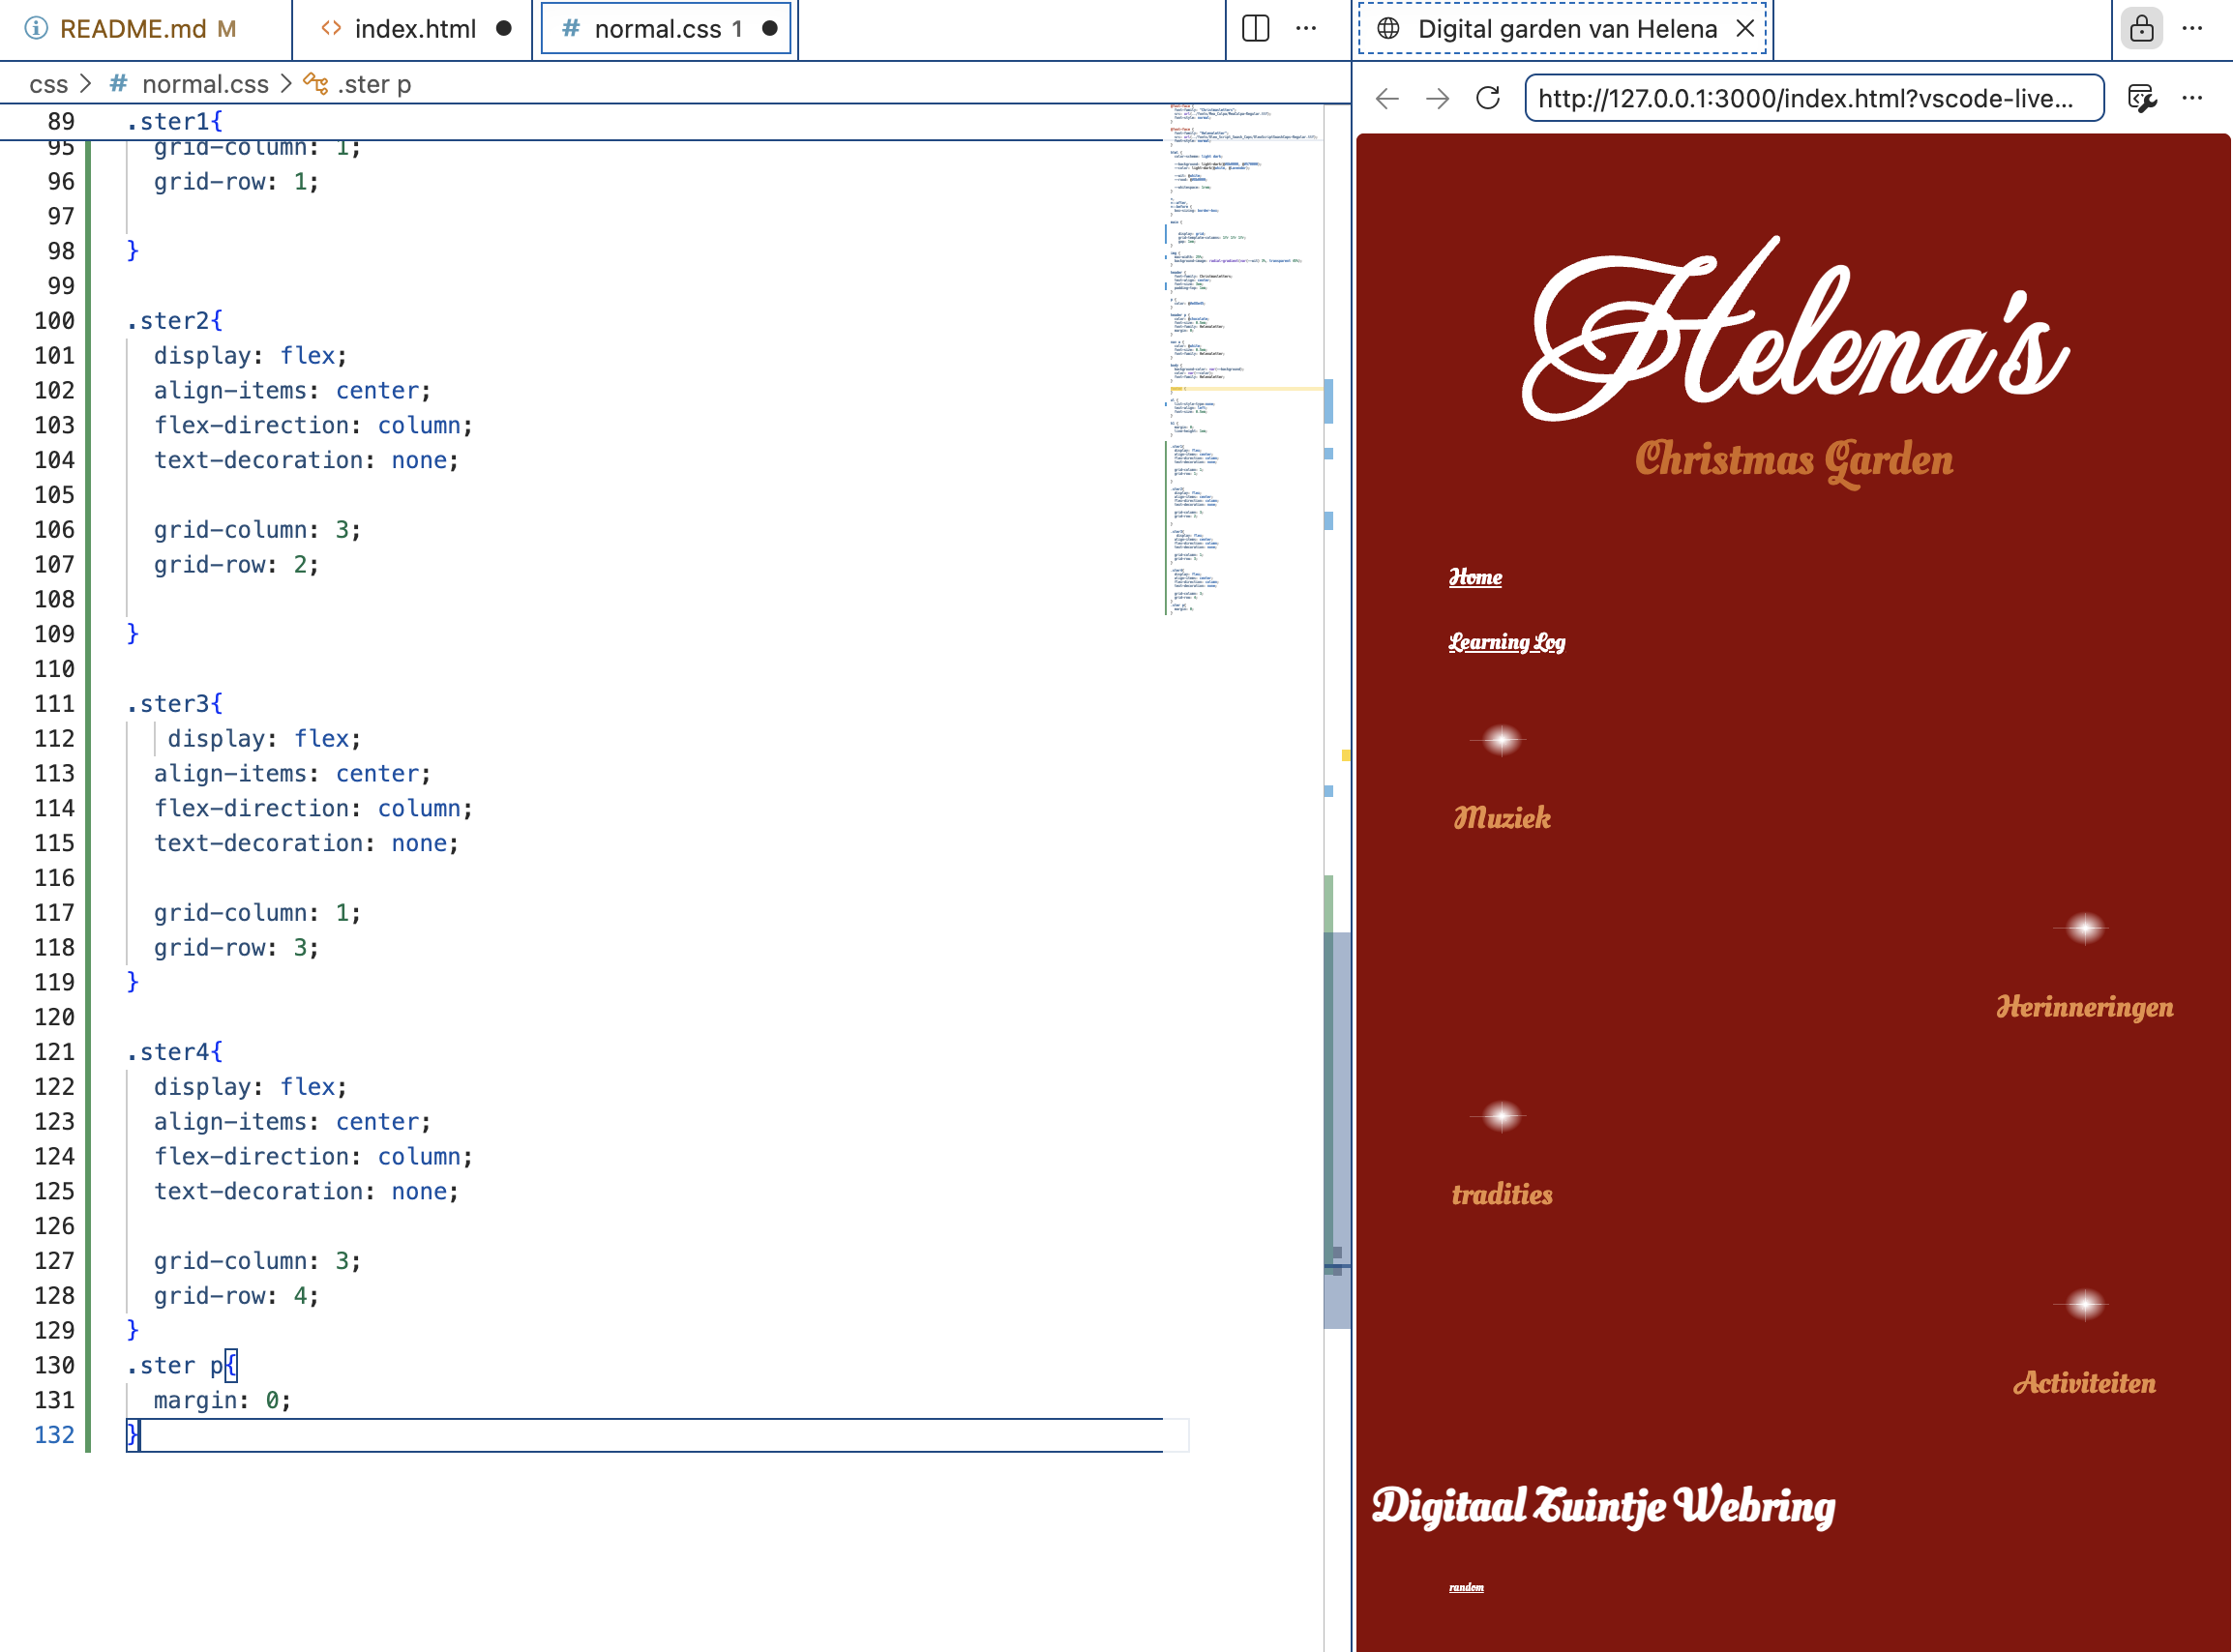 README.md M
index.html
# normal.css 1
Digital garden van Helena
css > # normal.css > .ster p
http://127.0.0.1:3000/index.html?vscode-live...
89 .ster1{
95 grid-column: 1;
96 grid-row: 1;
97
98 }
99
100 .ster2{
101 display: flex;
102 align-items: center;
103 flex-direction: column;
104 text-decoration: none;
105
106 grid-column: 3;
107 grid-row: 2;
108
109 }
110
111 .ster3{
112 display: flex;
113 align-items: center;
114 flex-direction: column;
115 text-decoration: none;
116
117 grid-column: 1;
118 grid-row: 3;
119 }
120
121 .ster4{
122 display: flex;
123 align-items: center;
124 flex-direction: column;
125 text-decoration: none;
126
127 grid-column: 3;
128 grid-row: 4;
129 }
130 .ster p{
131 margin: 0;
132 }
Helena's
Christmas Garden
Home
Learning Log
Muziek
Herinneringen
tradities
Activiteiten
Digitaal Tuintje Webring
random